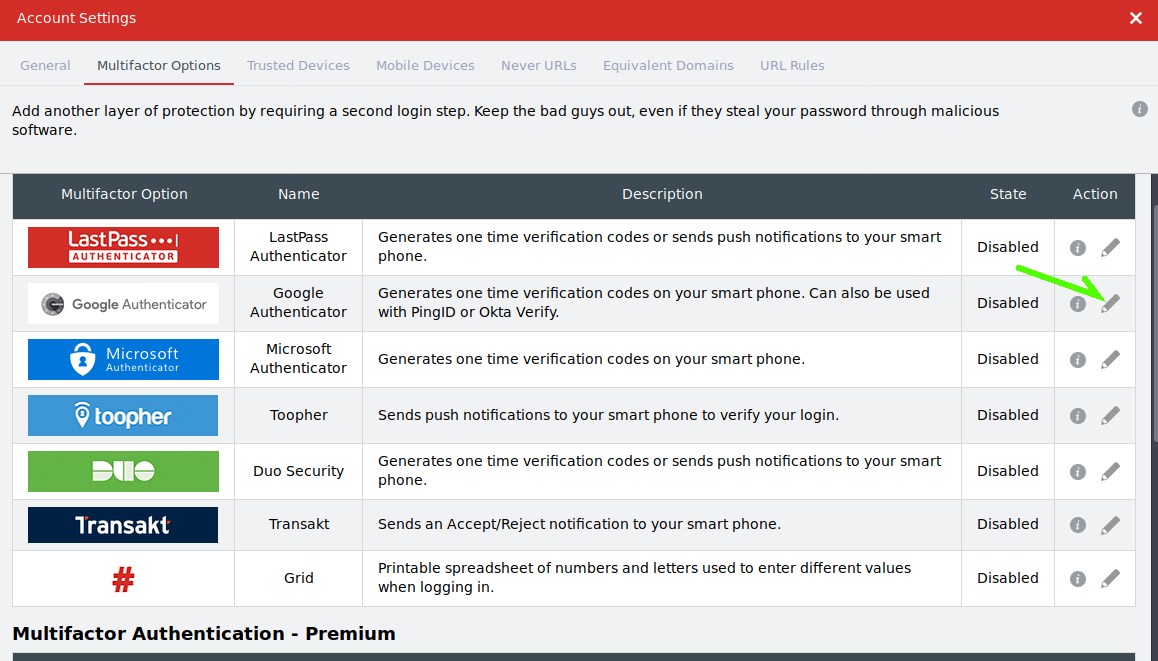 Account Settings
General Multifactor Options Trusted Devices Mobile Devices Never URLs Equivalent Domains URL Rules
Add another layer of protection by requiring a second login step. Keep the bad guys out, even if they steal your password through malicious
software.
Multifactor Option Name Description State Action
LastPass•••|
AUTHENTICATOR
LastPass
Authenticator
Generates one time verification codes or sends push notifications to your smart
phone.
Disabled
Google Authenticator
Google
Authenticator
Generates one time verification codes on your smart phone. Can also be used
with PingID or Okta Verify.
Disabled
Microsoft
Authenticator
Microsoft
Authenticator
Generates one time verification codes on your smart phone.
Disabled
toopher
Toopher
Sends push notifications to your smart phone to verify your login.
Disabled
DUO
Duo Security
Generates one time verification codes or sends push notifications to your smart
phone.
Disabled
Transakt
Transakt
Sends an Accept/Reject notification to your smart phone.
Disabled
#
Grid
Printable spreadsheet of numbers and letters used to enter different values
when logging in.
Disabled
Multifactor Authentication - Premium